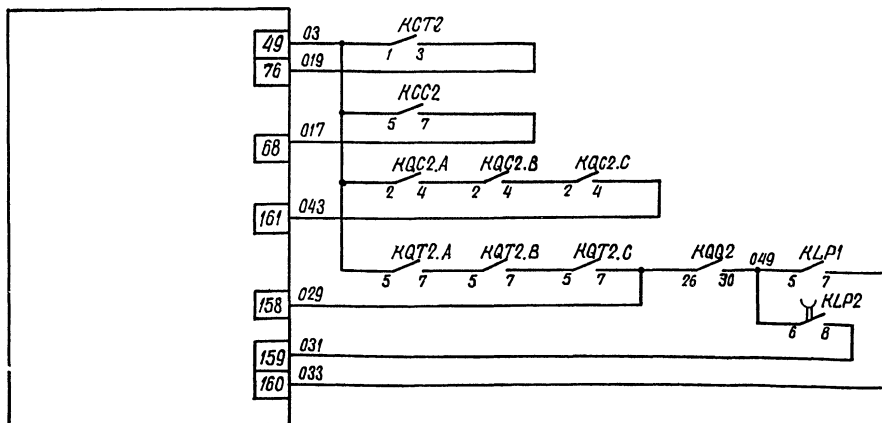 49 03 KCT2
1 3
76 019
KCC2
5 7
68 017
KQC2.A KQC2.B KQC2.C
2 4 2 4 2 4
161 043
KQT2.A KQT2.B KQT2.C KQQ2 049 KLP1
5 7 5 7 5 7 26 30 5 7
158 029
KLP2
6 8
159 031
160 033